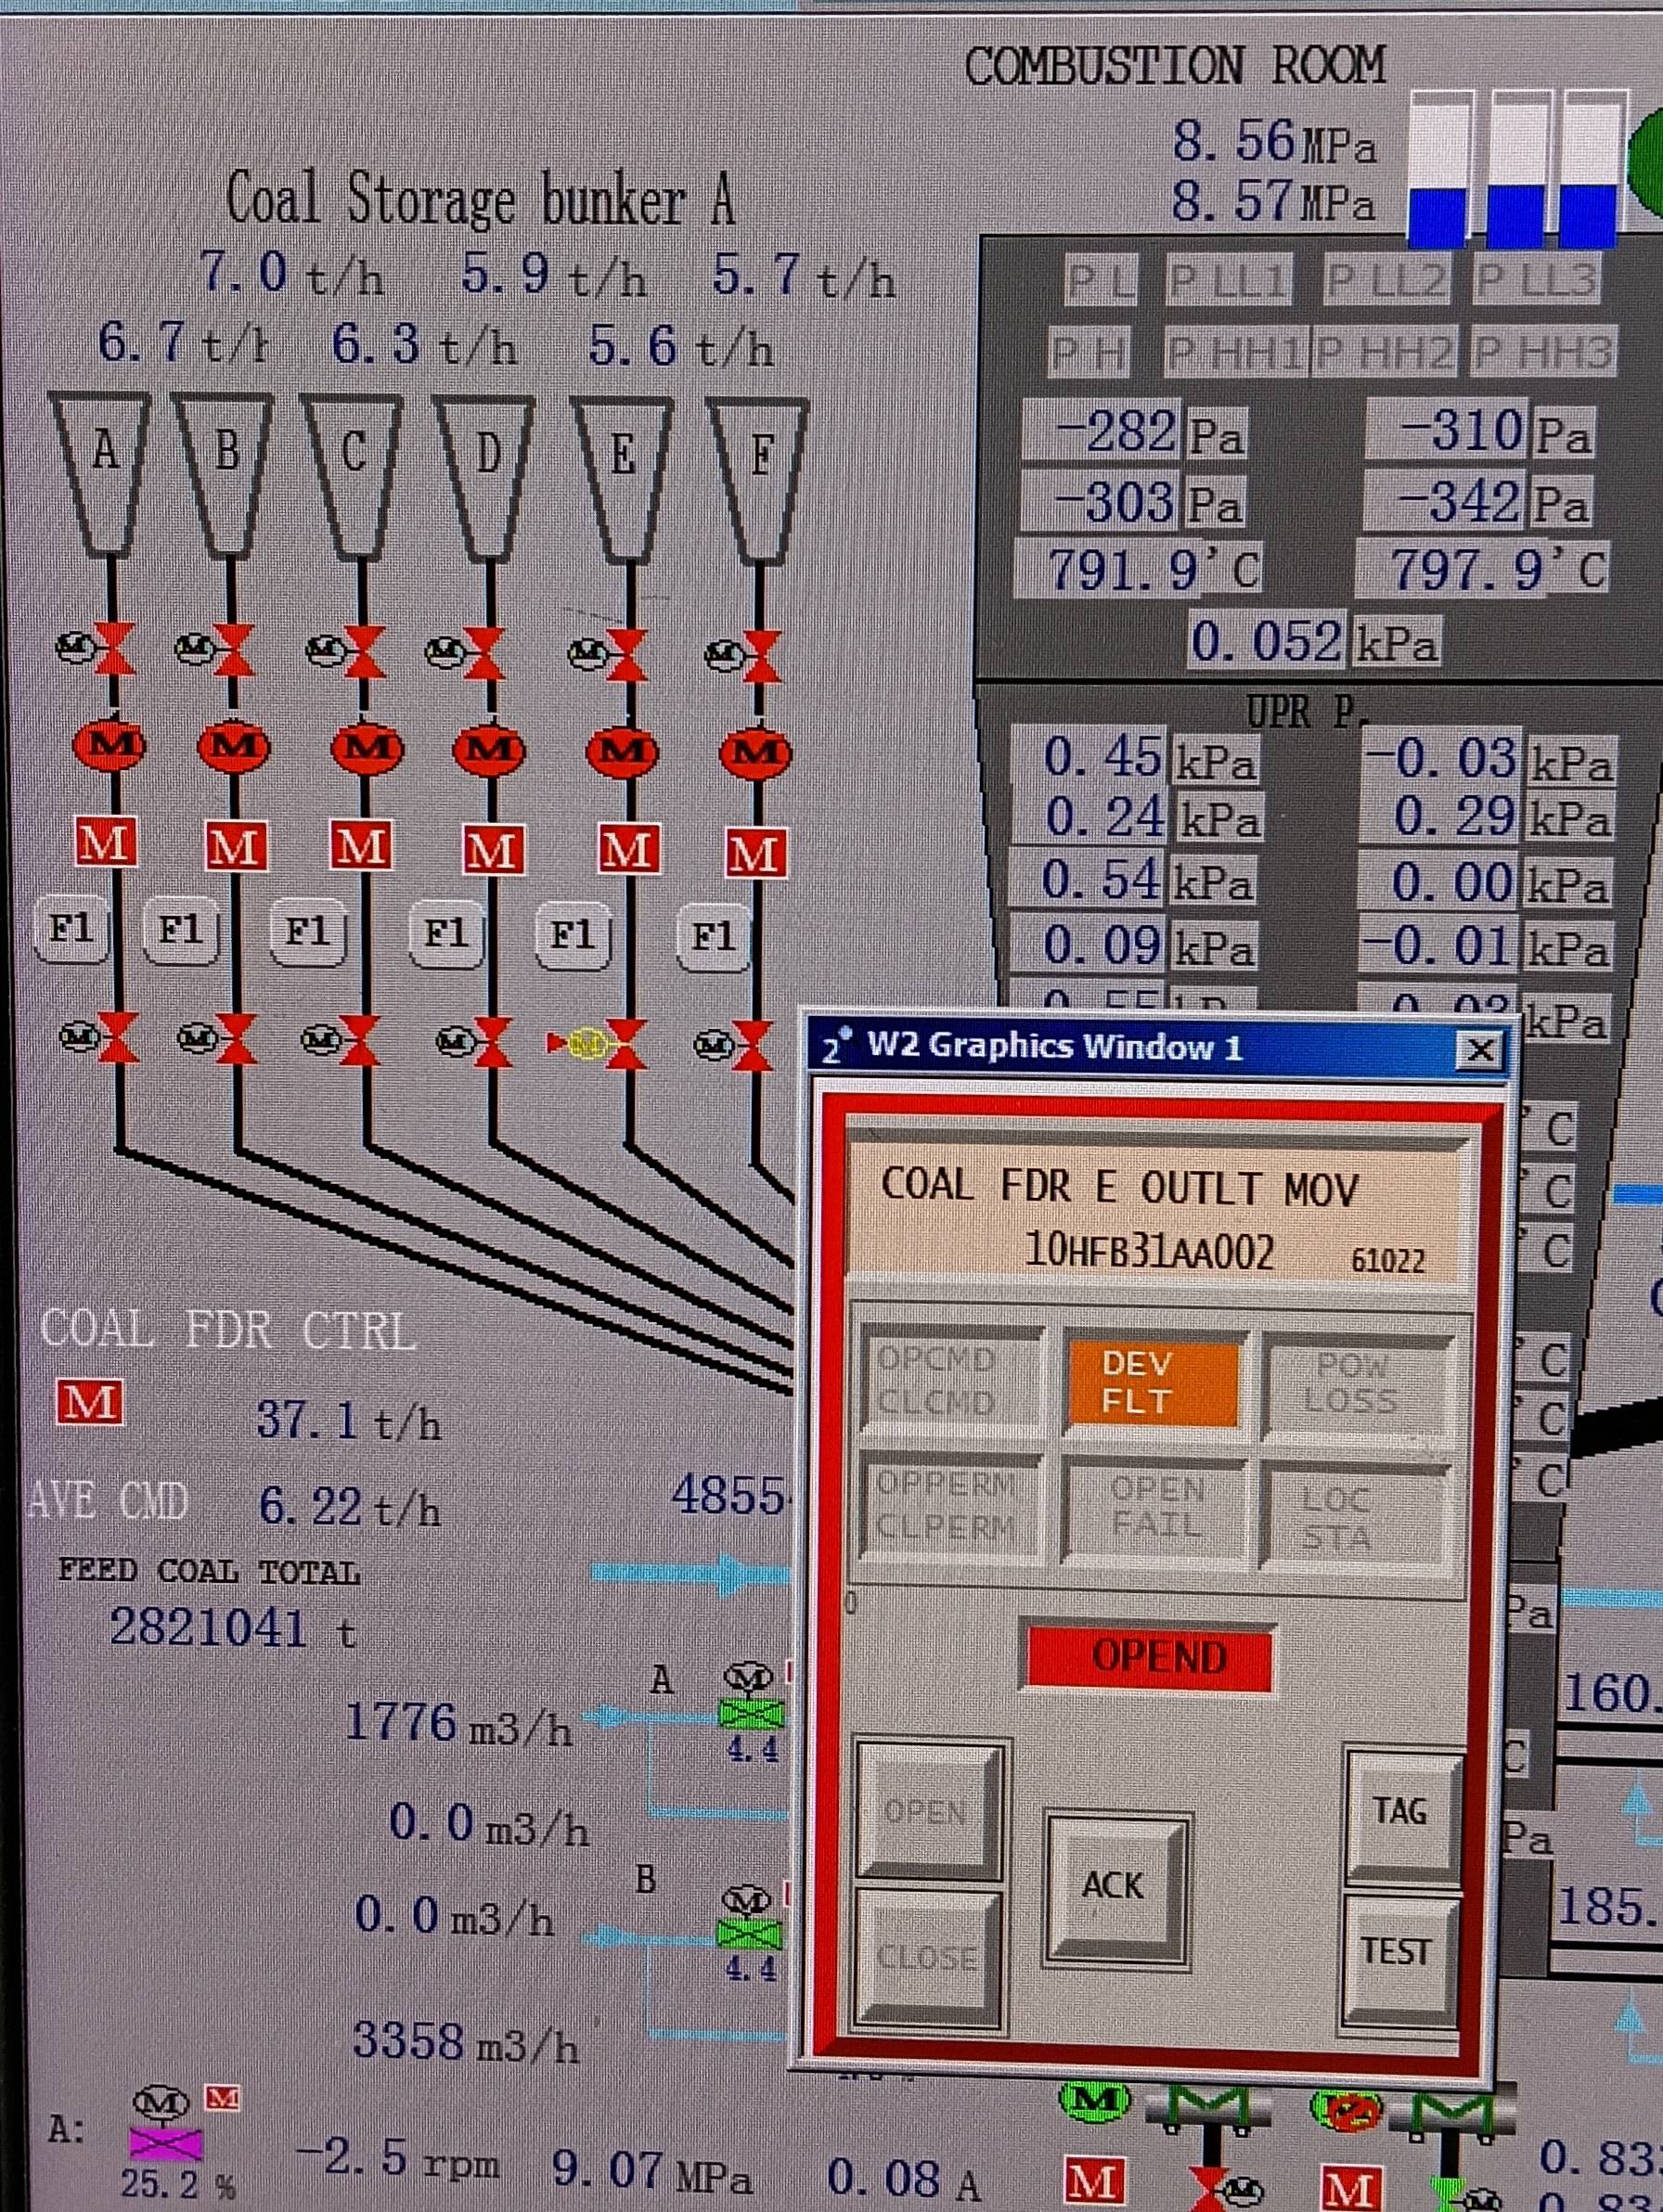 COMBUSTION ROOM
8.56 MPa
8.57 MPa
Coal Storage bunker A
7.0 t/h 5.9 t/h 5.7 t/h
6.7 t/h 6.3 t/h 5.6 t/h
A B C D E F
P L P LL1 P LL2 P LL3
P H P HH1 P HH2 P HH3
-282 Pa -310 Pa
-303 Pa -342 Pa
791.9'C 797.9'C
0.052 kPa
M M M M M M
M M M M M M
M M M M M M
UPR P.
0.45 kPa -0.03 kPa
0.24 kPa 0.29 kPa
0.54 kPa 0.00 kPa
0.09 kPa -0.01 kPa
kPa
F1 F1 F1 F1 F1 F1
M M M M M M
W2 Graphics Window 1
COAL FDR E OUTLT MOV
10HFB31AA002 61022
OPCMD
CLCMD
DEV
FLT
POW
LOSS
OPPERM
CLPERM
OPEN
FAIL
LOC
STA
0
OPEND
OPEN
CLOSE
ACK
TAG
TEST
'C
'C
'C
'C
'C
'C
Pa
C
Pa
COAL FDR CTRL
M 37.1 t/h
AVE CMD 6.22 t/h
4855
FEED COAL TOTAL
2821041 t
A M
1776 m3/h
4.4
0.0 m3/h
B M
0.0 m3/h
4.4
3358 m3/h
160.
185.
A: M M
25.2 %
-2.5 rpm 9.07 MPa 0.08 A
M M
M M
0.83